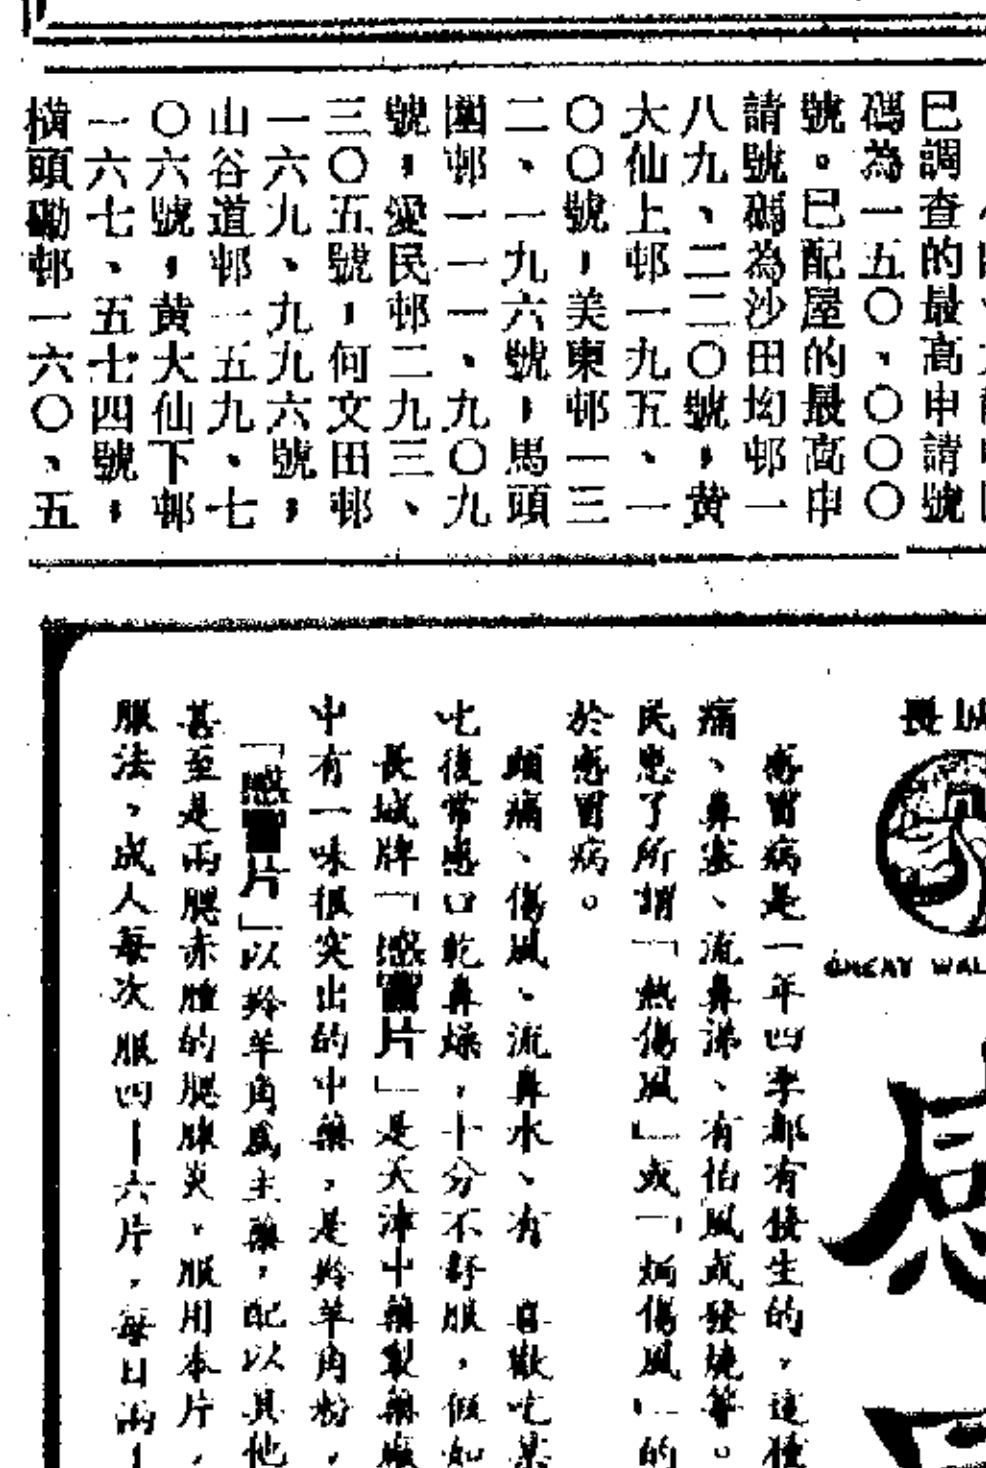 已調查的最高申請號
碼為一五〇、〇〇〇
號。已配屋的最高申
請號碼為沙田坳邨一
八九、二二〇號，黄
大仙上邨一九五、一
〇〇號，美東邨一三
二、一九六號，馬頭
圍邨一一一、九〇九
號，愛民邨二九三、
三〇五號，何文田邨
一六九、九九六號，
山谷道邨一五九、七
〇六號，黄大仙下邨
一六七、五七四號，
橫頭磡邨一六〇、五
長城
GREAT WAL
感
感冒病是一年四季都有發生的，這種
痛、鼻塞、流鼻涕、有怕風或發燒等。
民患了所謂「熱傷風」或「焗傷風」的
於感冒病。
頭痛、傷風、流鼻水、有 喜歡吃某
吃後常感口乾鼻燥，十分不舒服，假如
長城牌「感冒片」是天津中藥製藥廠
中有一味很突出的中藥，是羚羊角粉，
「感冒片」以羚羊角為主藥，配以其他
甚至是兩腮赤腫的腮腺炎，服用本片，
服法，成人每次服四—六片，每日兩—